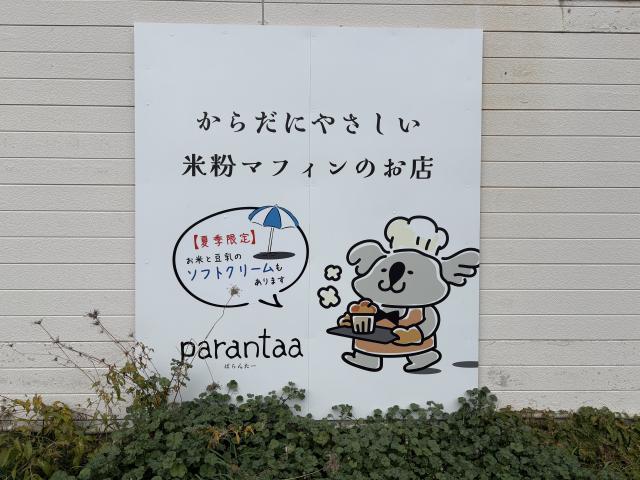 からだにやさしい
米粉マフィンのお店
【夏季限定】
お米と豆乳の
ソフトクリームも
あります
parantaa
ぱらんたー